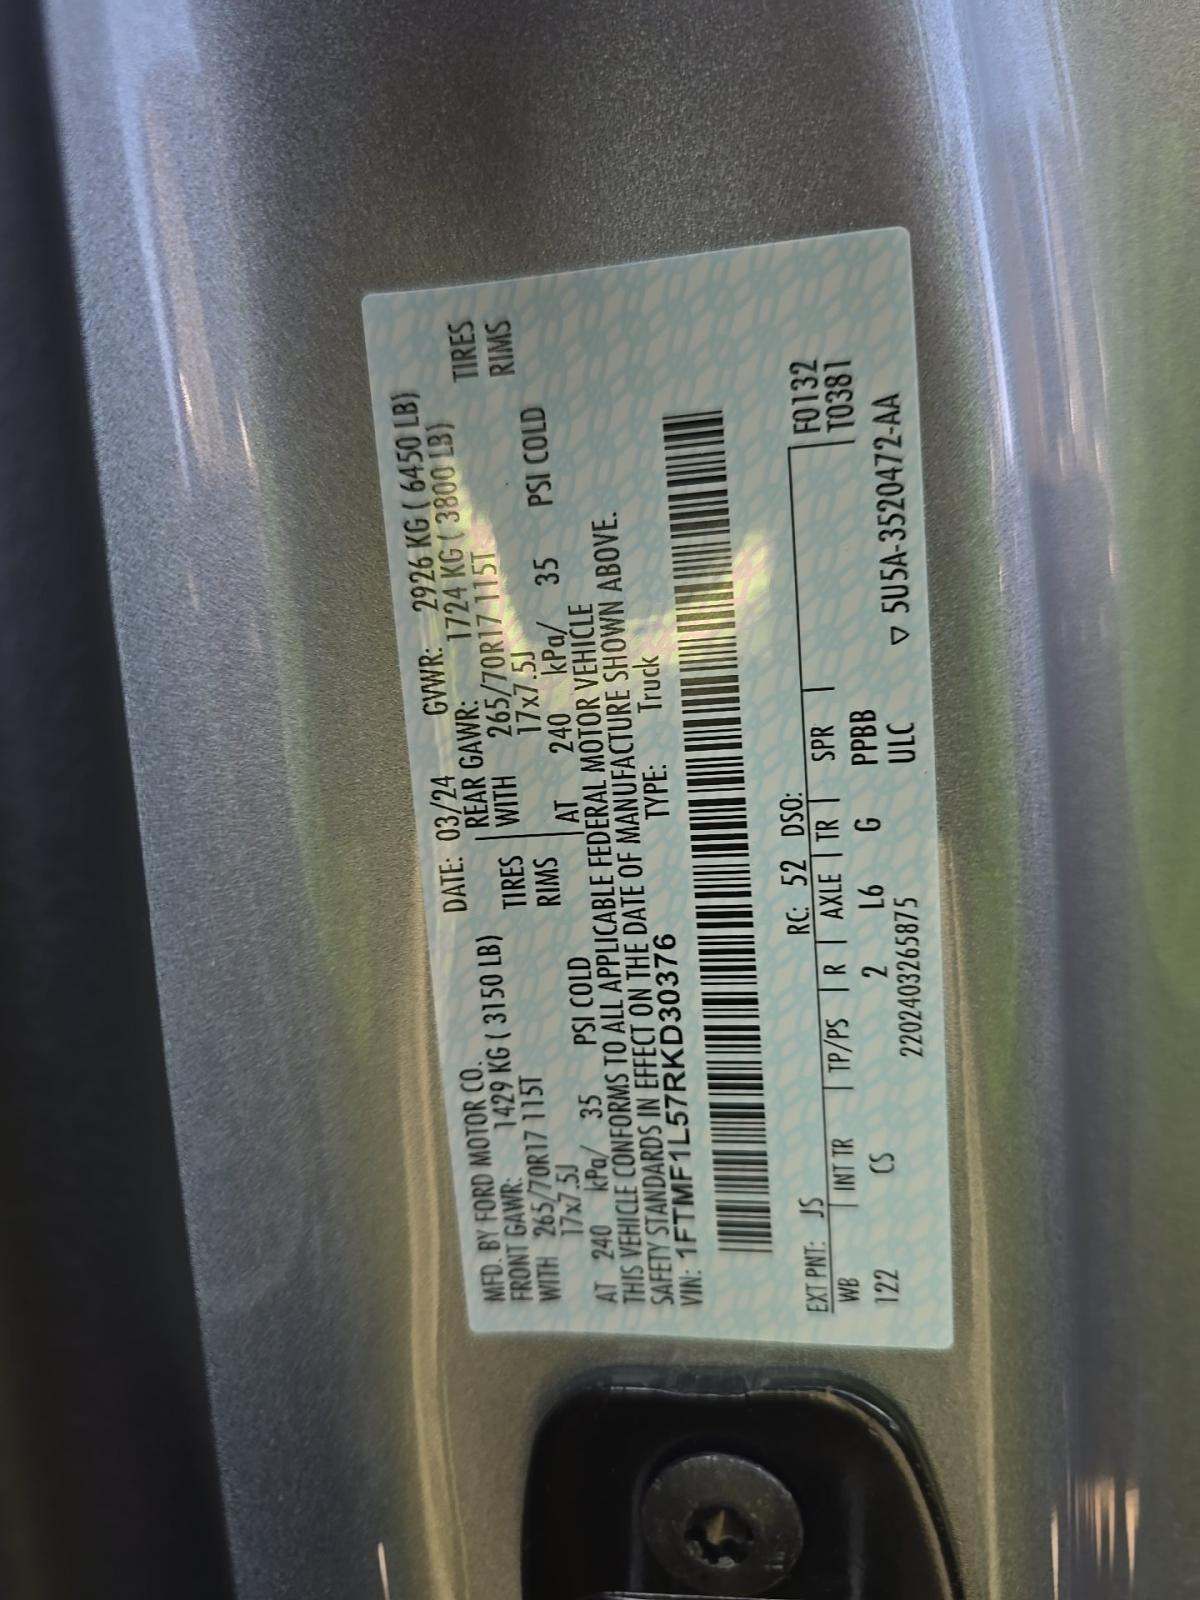 MFD. BY FORD MOTOR CO.
DATE: 03/24 GVWR: 2926 KG ( 6450 LB)
FRONT GAWR: 1429 KG ( 3150 LB) REAR GAWR: 1724 KG ( 3800 LB)
WITH 265/70R17 115T TIRES WITH 265/70R17 115T TIRES
17x7.5J RIMS 17x7.5J RIMS
AT 240 kPa/ 35 PSI COLD AT 240 kPa/ 35 PSI COLD
THIS VEHICLE CONFORMS TO ALL APPLICABLE FEDERAL MOTOR VEHICLE
SAFETY STANDARDS IN EFFECT ON THE DATE OF MANUFACTURE SHOWN ABOVE.
VIN: 1FTMF1L57RKD30376 TYPE: Truck
EXT PNT: JS RC: 52 DSO: F0132
WB INT TR TP/PS R AXLE TR SPR T0381
122 CS 2 L6 G PPBB
2202403265875 ULC ▽ 5U5A-3520472-AA